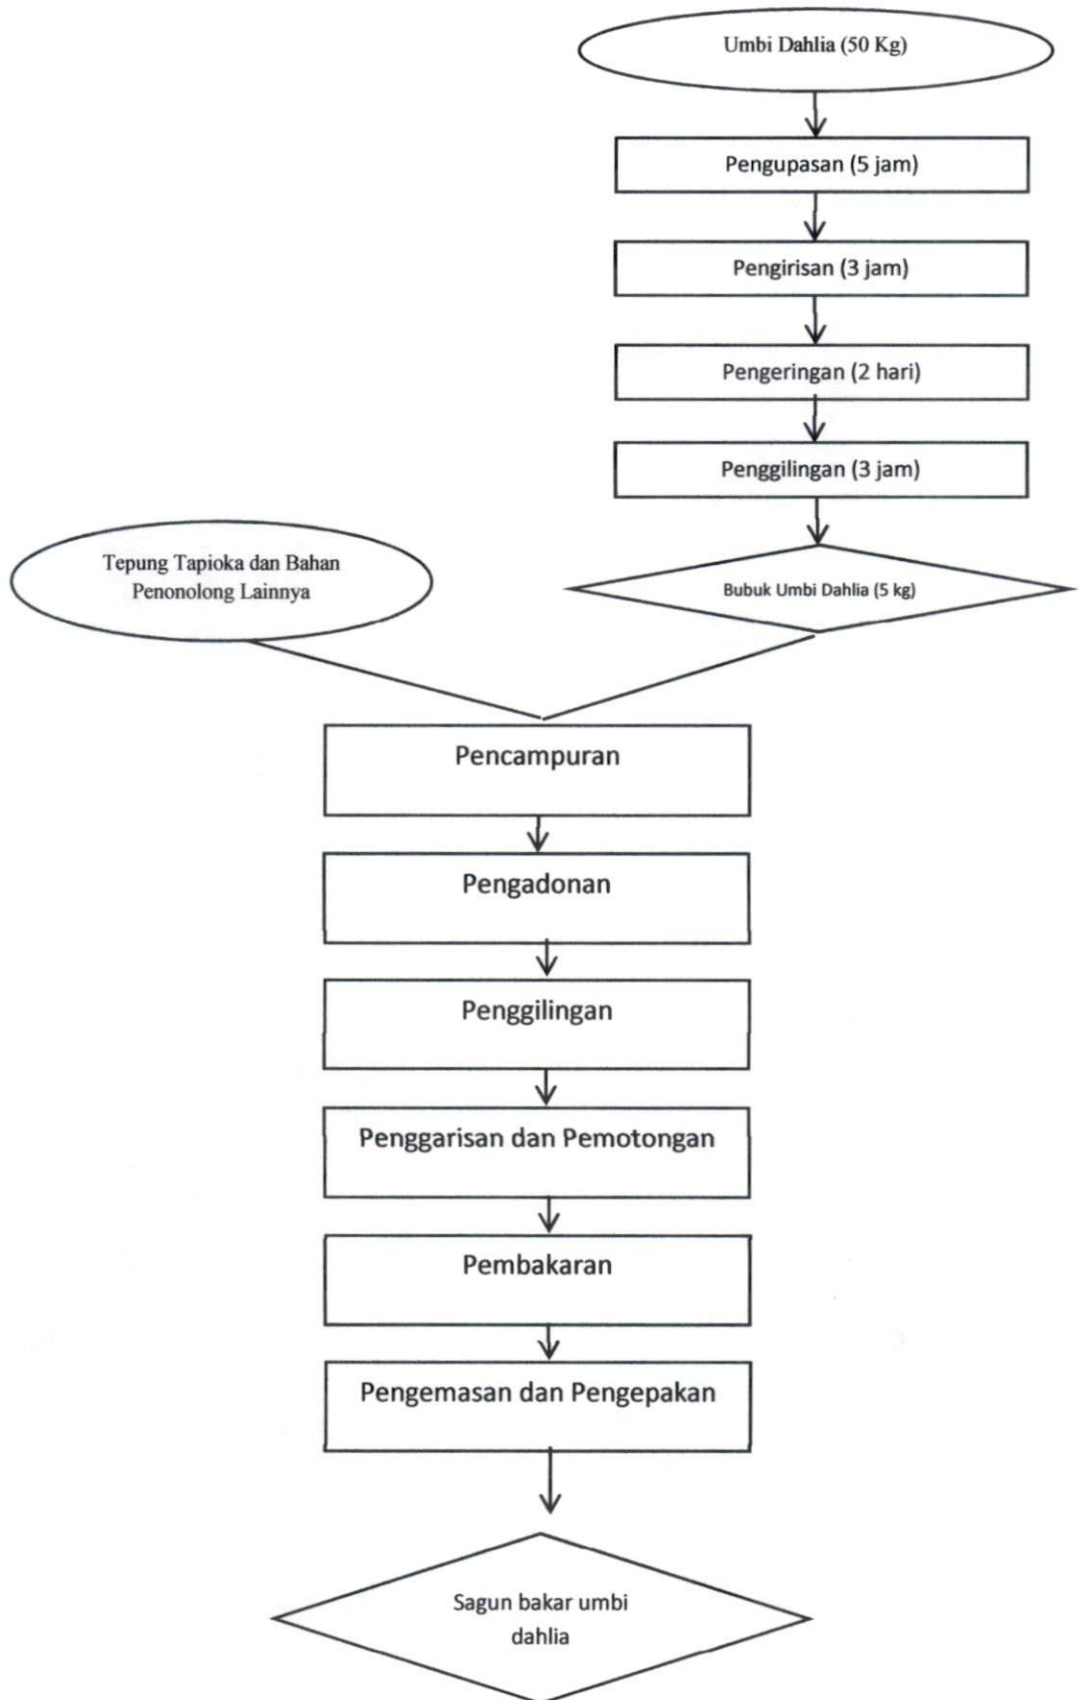 Umbi Dahlia (50 Kg)
Pengupasan (5 jam)
Pengirisan (3 jam)
Pengeringan (2 hari)
Penggilingan (3 jam)
Tepung Tapioka dan Bahan
Penonolong Lainnya
Bubuk Umbi Dahlia (5 kg)
Pencampuran
Pengadonan
Penggilingan
Penggarisan dan Pemotongan
Pembakaran
Pengemasan dan Pengepakan
Sagun bakar umbi
dahlia